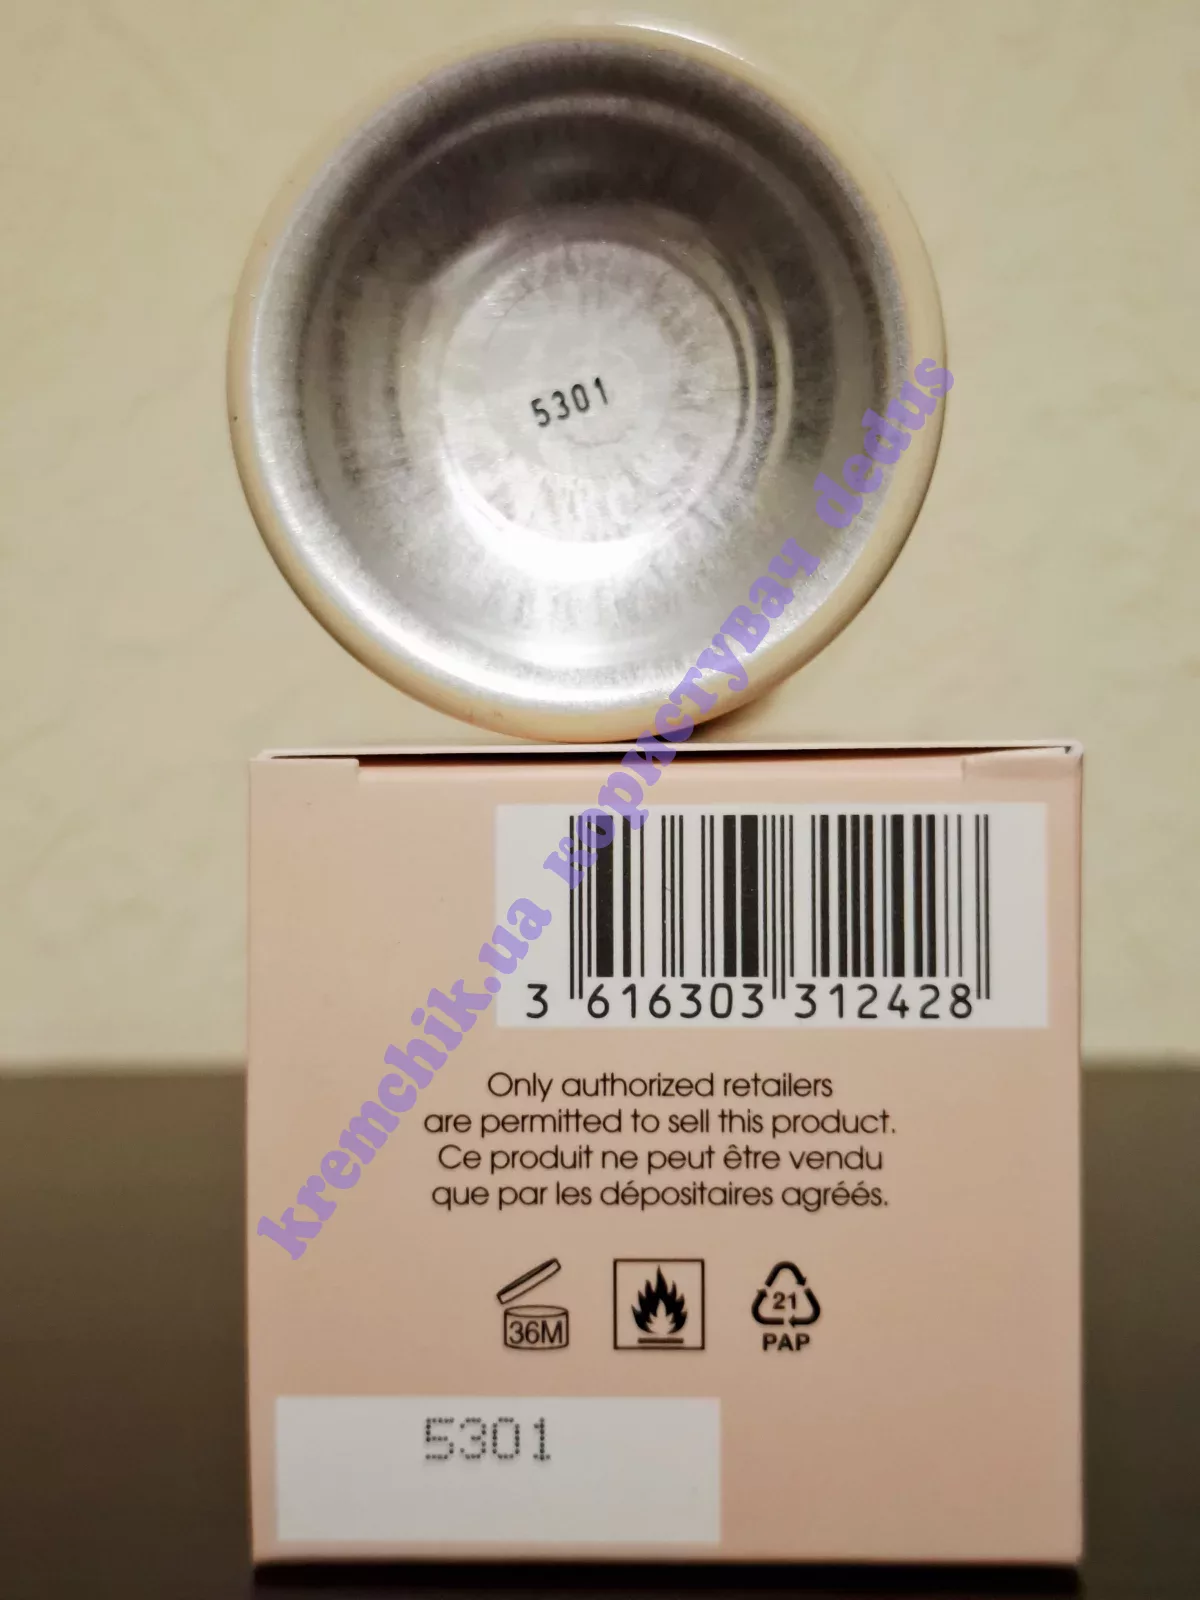 5301
kremchik.ua користувач dedus
3 616303 312428
Only authorized retailers
are permitted to sell this product.
Ce produit ne peut être vendu
que par les dépositaires agréés.
36M
21
PAP
5301